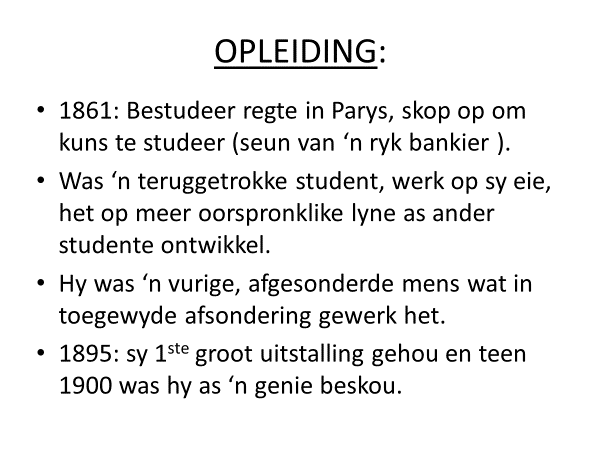 OPLEIDING:
• 1861: Bestudeer regte in Parys, skop op om
kuns te studeer (seun van ‘n ryk bankier ).
• Was ‘n teruggetrokke student, werk op sy eie,
het op meer oorspronklike lyne as ander
studente ontwikkel.
• Hy was ‘n vurige, afgesonderde mens wat in
toegewyde afsondering gewerk het.
• 1895: sy 1ste groot uitstalling gehou en teen
1900 was hy as ‘n genie beskou.